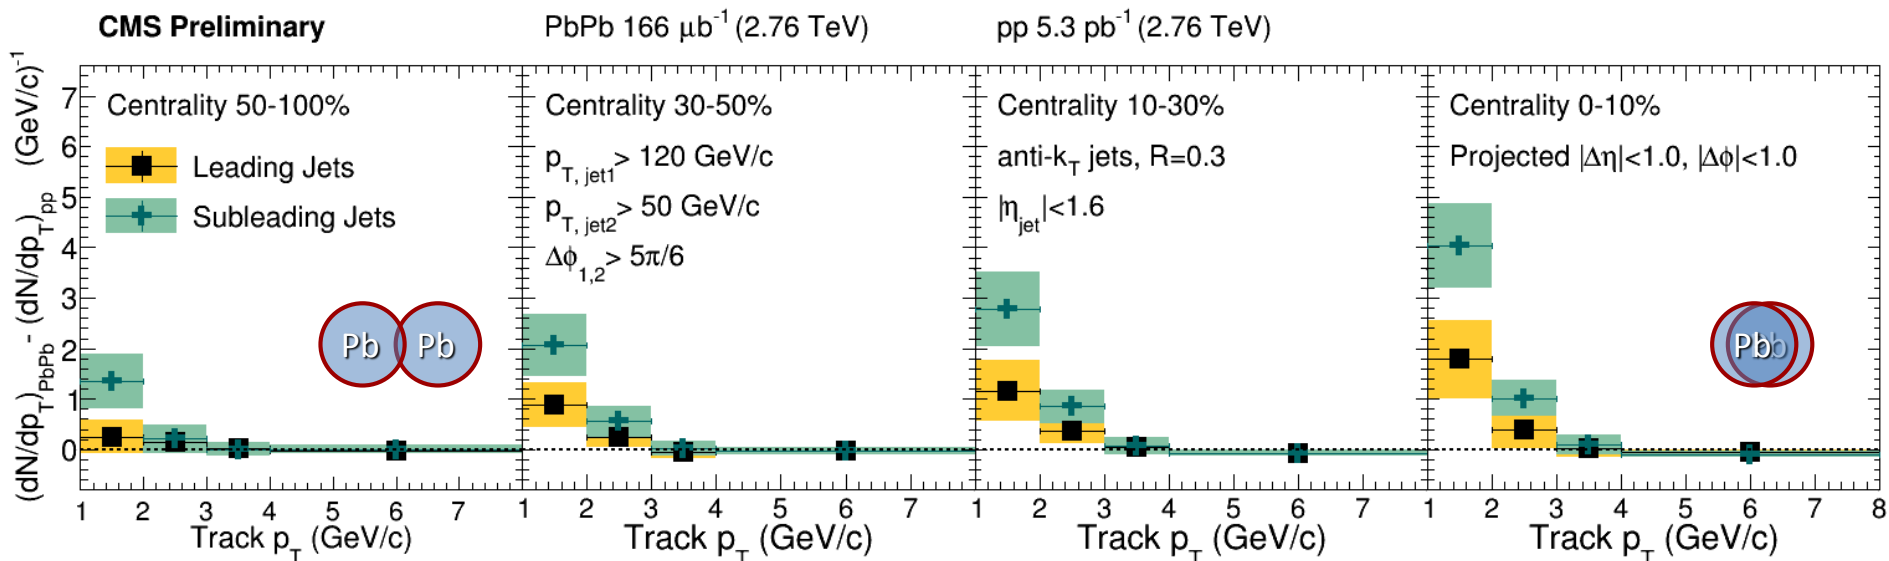 CMS Preliminary
PbPb 166 μb⁻¹ (2.76 TeV)
pp 5.3 pb⁻¹ (2.76 TeV)
(dN/dp_T)_PbPb - (dN/dp_T)_pp (GeV/c)⁻¹
7
6
5
4
3
2
1
0
Centrality 50-100%
Leading Jets
Subleading Jets
Pb Pb
1 2 3 4 5 6 7
Track p_T (GeV/c)
Centrality 30-50%
p_T, jet1 > 120 GeV/c
p_T, jet2 > 50 GeV/c
Δϕ_1,2 > 5π/6
1 2 3 4 5 6 7
Track p_T (GeV/c)
Centrality 10-30%
anti-k_T jets, R=0.3
|η_jet|<1.6
1 2 3 4 5 6 7
Track p_T (GeV/c)
Centrality 0-10%
Projected |Δη|<1.0, |Δϕ|<1.0
Pb b
1 2 3 4 5 6 7 8
Track p_T (GeV/c)